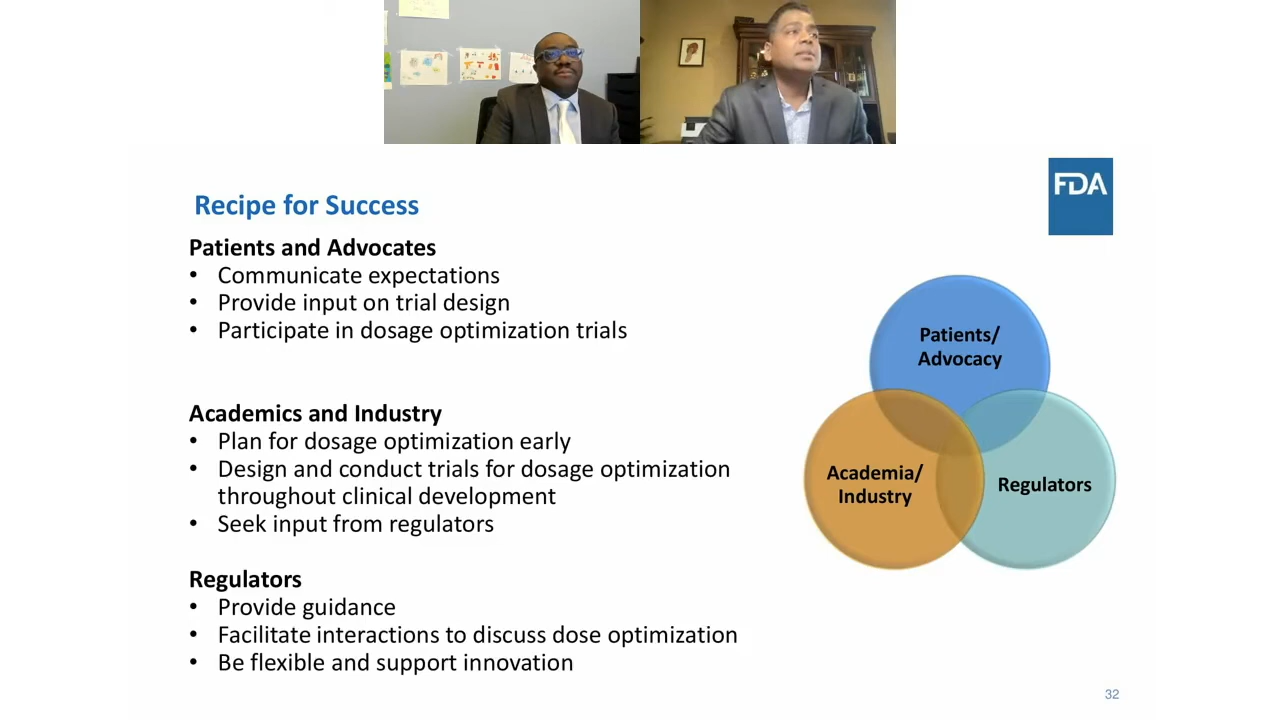 FDA
Recipe for Success
Patients and Advocates
• Communicate expectations
• Provide input on trial design
• Participate in dosage optimization trials
Academics and Industry
• Plan for dosage optimization early
• Design and conduct trials for dosage optimization
throughout clinical development
• Seek input from regulators
Regulators
• Provide guidance
• Facilitate interactions to discuss dose optimization
• Be flexible and support innovation
Patients/
Advocacy
Academia/
Industry
Regulators
32